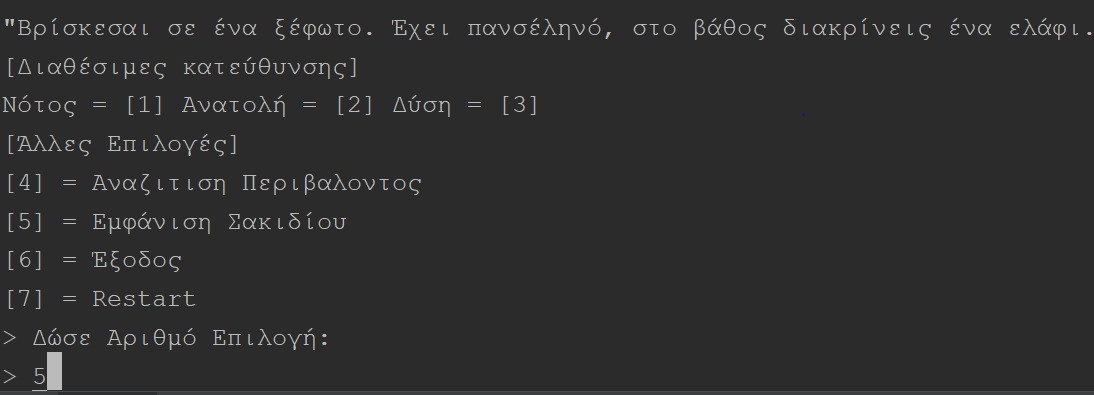 "Βρίσκεσαι σε ένα ξέφωτο. Έχει πανσέληνό, στο βάθος διακρίνεις ένα ελάφι.
[Διαθέσιμες κατεύθυνσης]
Νότος = [1] Ανατολή = [2] Δύση = [3]
[Άλλες Επιλογές]
[4] = Αναζιτιση Περιβαλοντος
[5] = Εμφάνιση Σακιδίου
[6] = Έξοδος
[7] = Restart
> Δώσε Αριθμό Επιλογή:
> 5